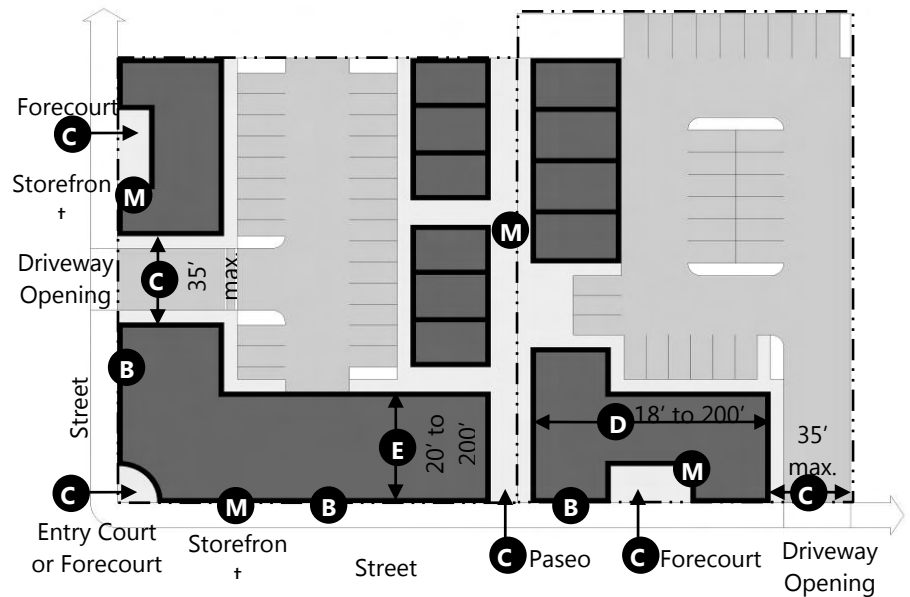 Forecourt
C
Storefron
t
M
M
Driveway
Opening
C
35'
max.
B
Street
E
20' to
200'
D
18' to 200'
M
35'
max.
C
C
M
B
B
Entry Court
or Forecourt
Storefron
t
Street
C Paseo
C Forecourt
Driveway
Opening